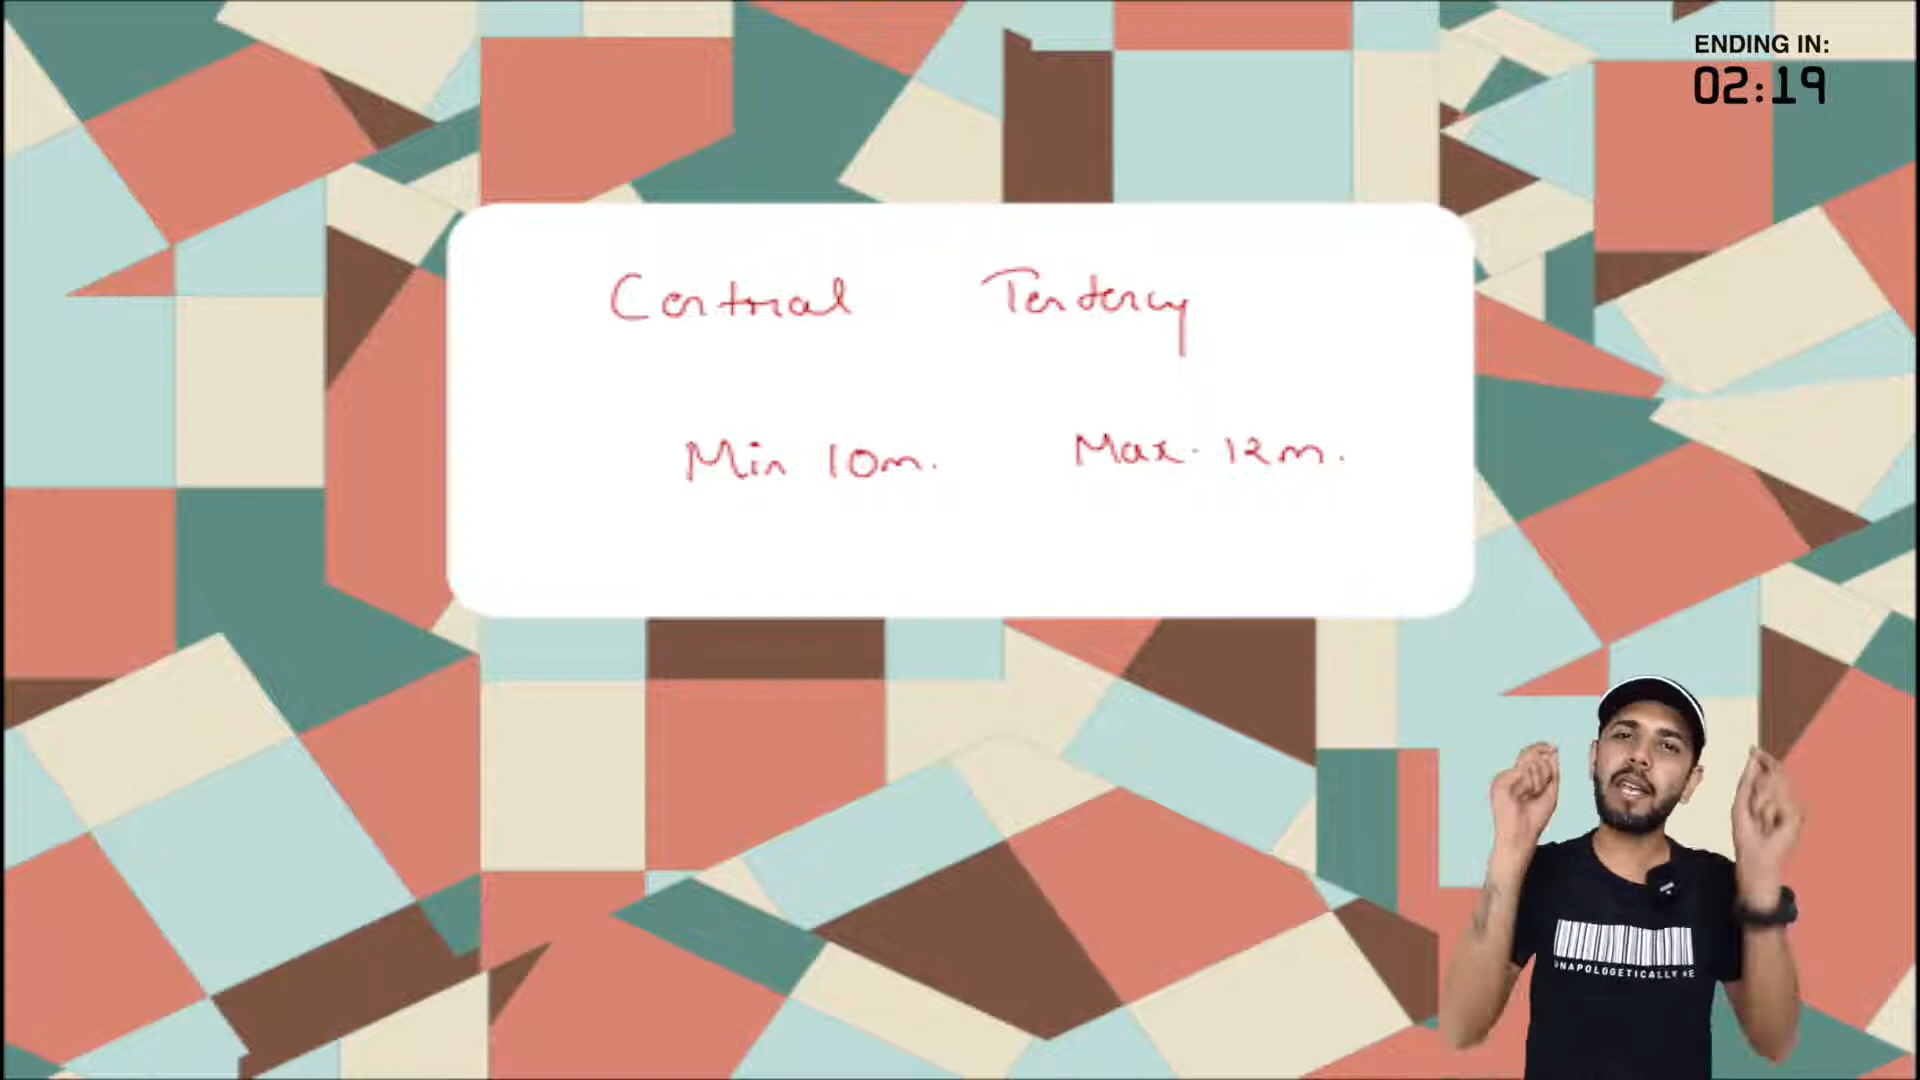 ENDING IN:
02:19
Central Tendency
Min 10m. Max. 12m.
UNAPOLOGETICALLY ME